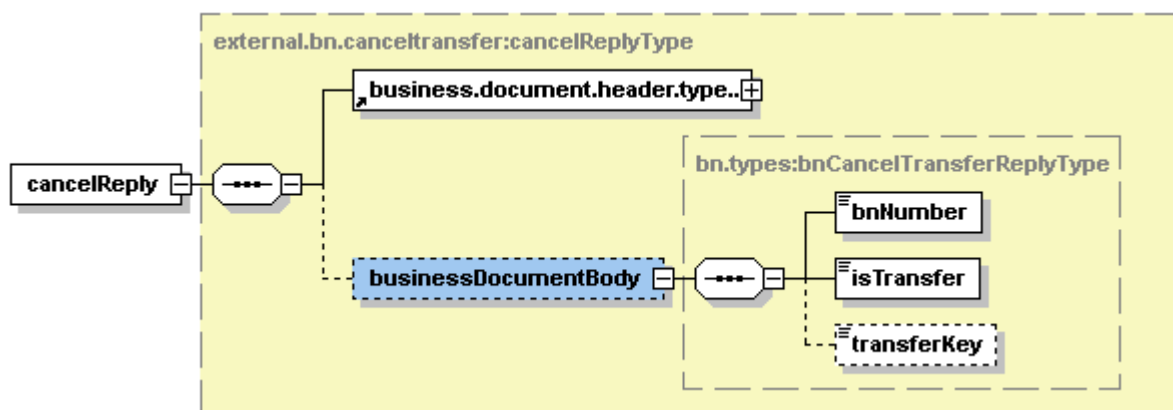 external.bn.canceltransfer:cancelReplyType
business.document.header.type..
bn.types:bnCancelTransferReplyType
cancelReply
bnNumber
businessDocumentBody
isTransfer
transferKey